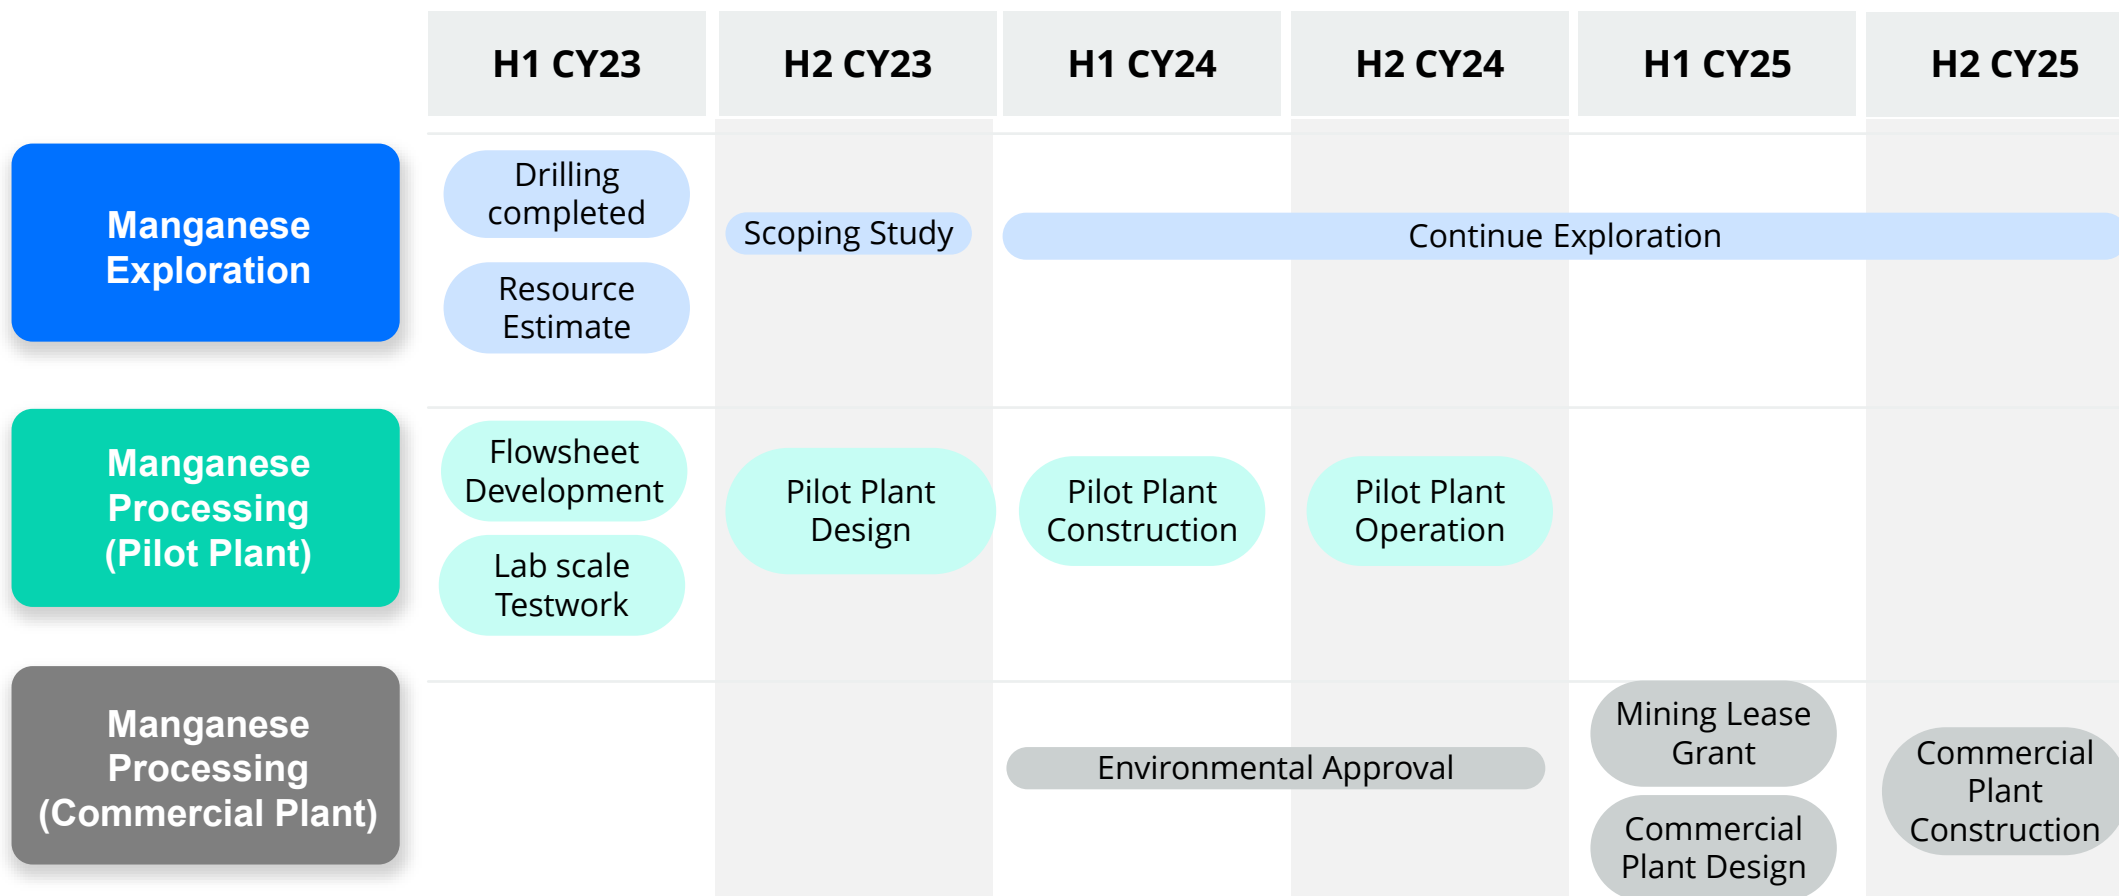 H1 CY23
H2 CY23
H1 CY24
H2 CY24
H1 CY25
H2 CY25
Manganese
Exploration
Drilling
completed
Resource
Estimate
Scoping Study
Continue Exploration
Manganese
Processing
(Pilot Plant)
Flowsheet
Development
Lab scale
Testwork
Pilot Plant
Design
Pilot Plant
Construction
Pilot Plant
Operation
Manganese
Processing
(Commercial Plant)
Environmental Approval
Mining Lease
Grant
Commercial
Plant Design
Commercial
Plant
Construction